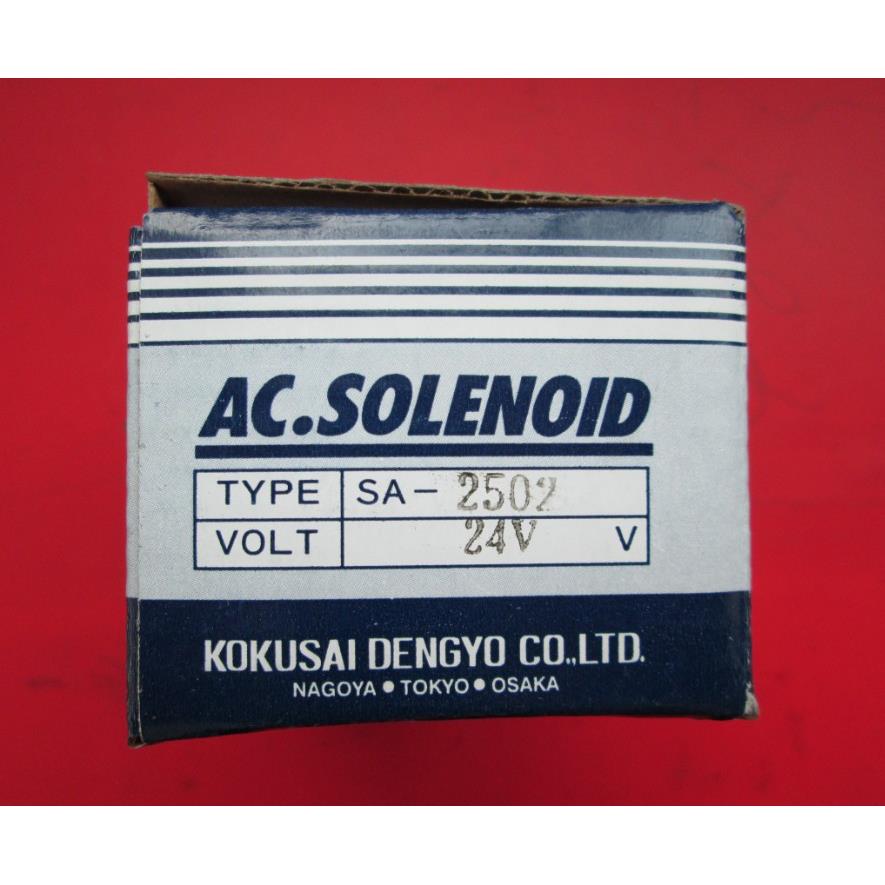 AC.SOLENOID
TYPE SA- 2502
VOLT 24V V
KOKUSAI DENGYO CO.,LTD.
NAGOYA ● TOKYO ● OSAKA